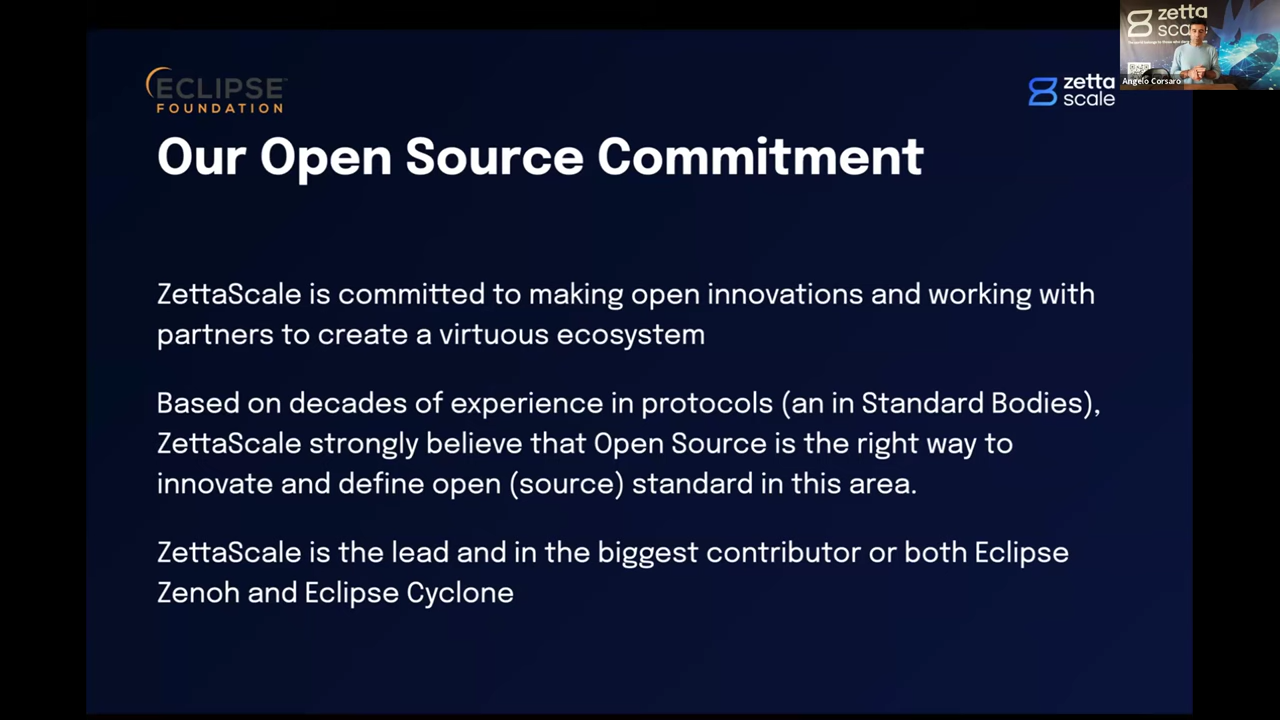 ECLIPSE
FOUNDATION
zetta
scale
Our Open Source Commitment
ZettaScale is committed to making open innovations and working with
partners to create a virtuous ecosystem
Based on decades of experience in protocols (an in Standard Bodies),
ZettaScale strongly believe that Open Source is the right way to
innovate and define open (source) standard in this area.
ZettaScale is the lead and in the biggest contributor or both Eclipse
Zenoh and Eclipse Cyclone
zetta
Angelo Corsaro